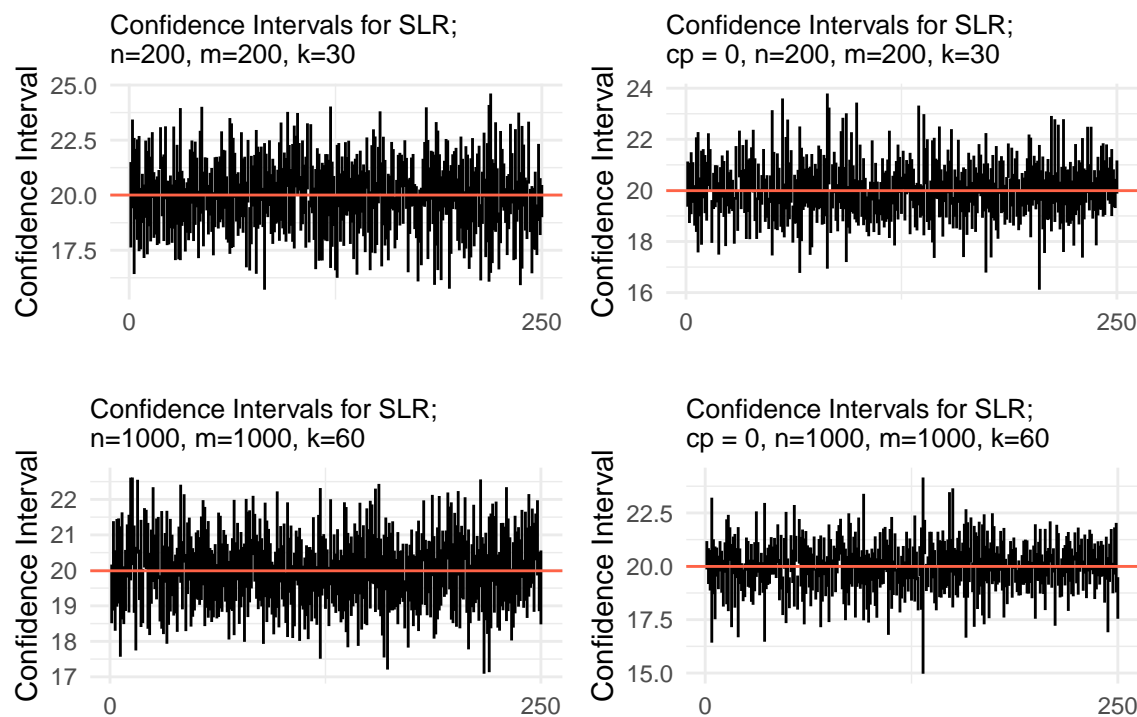 Confidence Intervals for SLR;
n=200, m=200, k=30
Confidence Interval
25.0
22.5
20.0
17.5
0
250
Confidence Intervals for SLR;
cp = 0, n=200, m=200, k=30
Confidence Interval
24
22
20
18
16
0
250
Confidence Intervals for SLR;
n=1000, m=1000, k=60
Confidence Interval
22
21
20
19
18
17
0
250
Confidence Intervals for SLR;
cp = 0, n=1000, m=1000, k=60
Confidence Interval
22.5
20.0
17.5
15.0
0
250